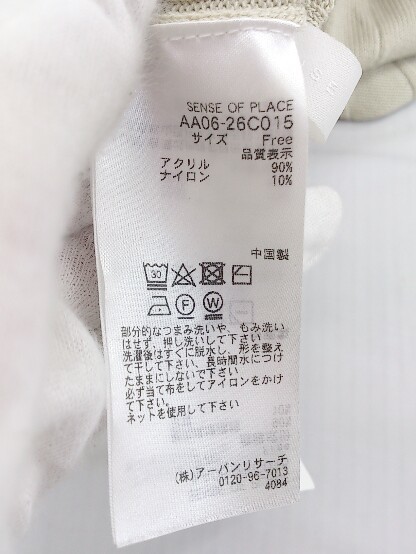 SENSE OF PLACE
AA06-26C015
サイズ Free
品質表示
アクリル 90%
ナイロン 10%
中国製
30
F W
部分的なつまみ洗いや、もみ洗い
はせず、押し洗いして下さい
洗濯後はすぐに脱水し、形を整え
て干して下さい、長時間水につけ
たままにしないで下さい
必ず当て布をしてアイロンをかけ
て下さい。
ネットを使用して下さい
(株)アーバンリサーチ
0120-96-7013
4084